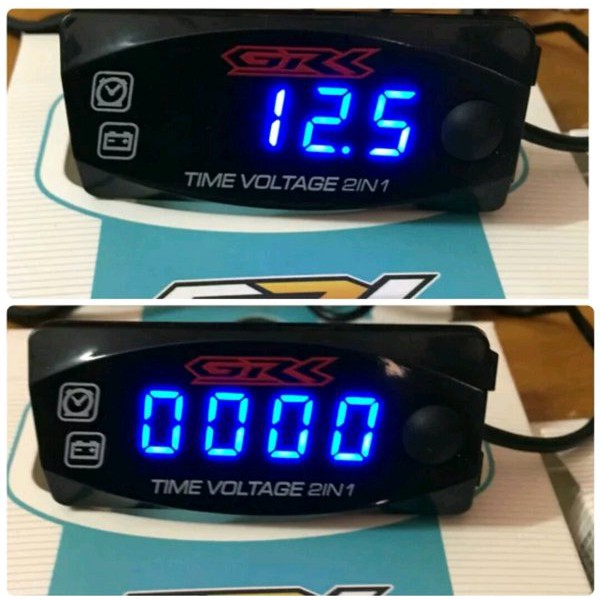 GRK
12.5
TIME VOLTAGE 2IN1
GRK
0000
TIME VOLTAGE 2IN1